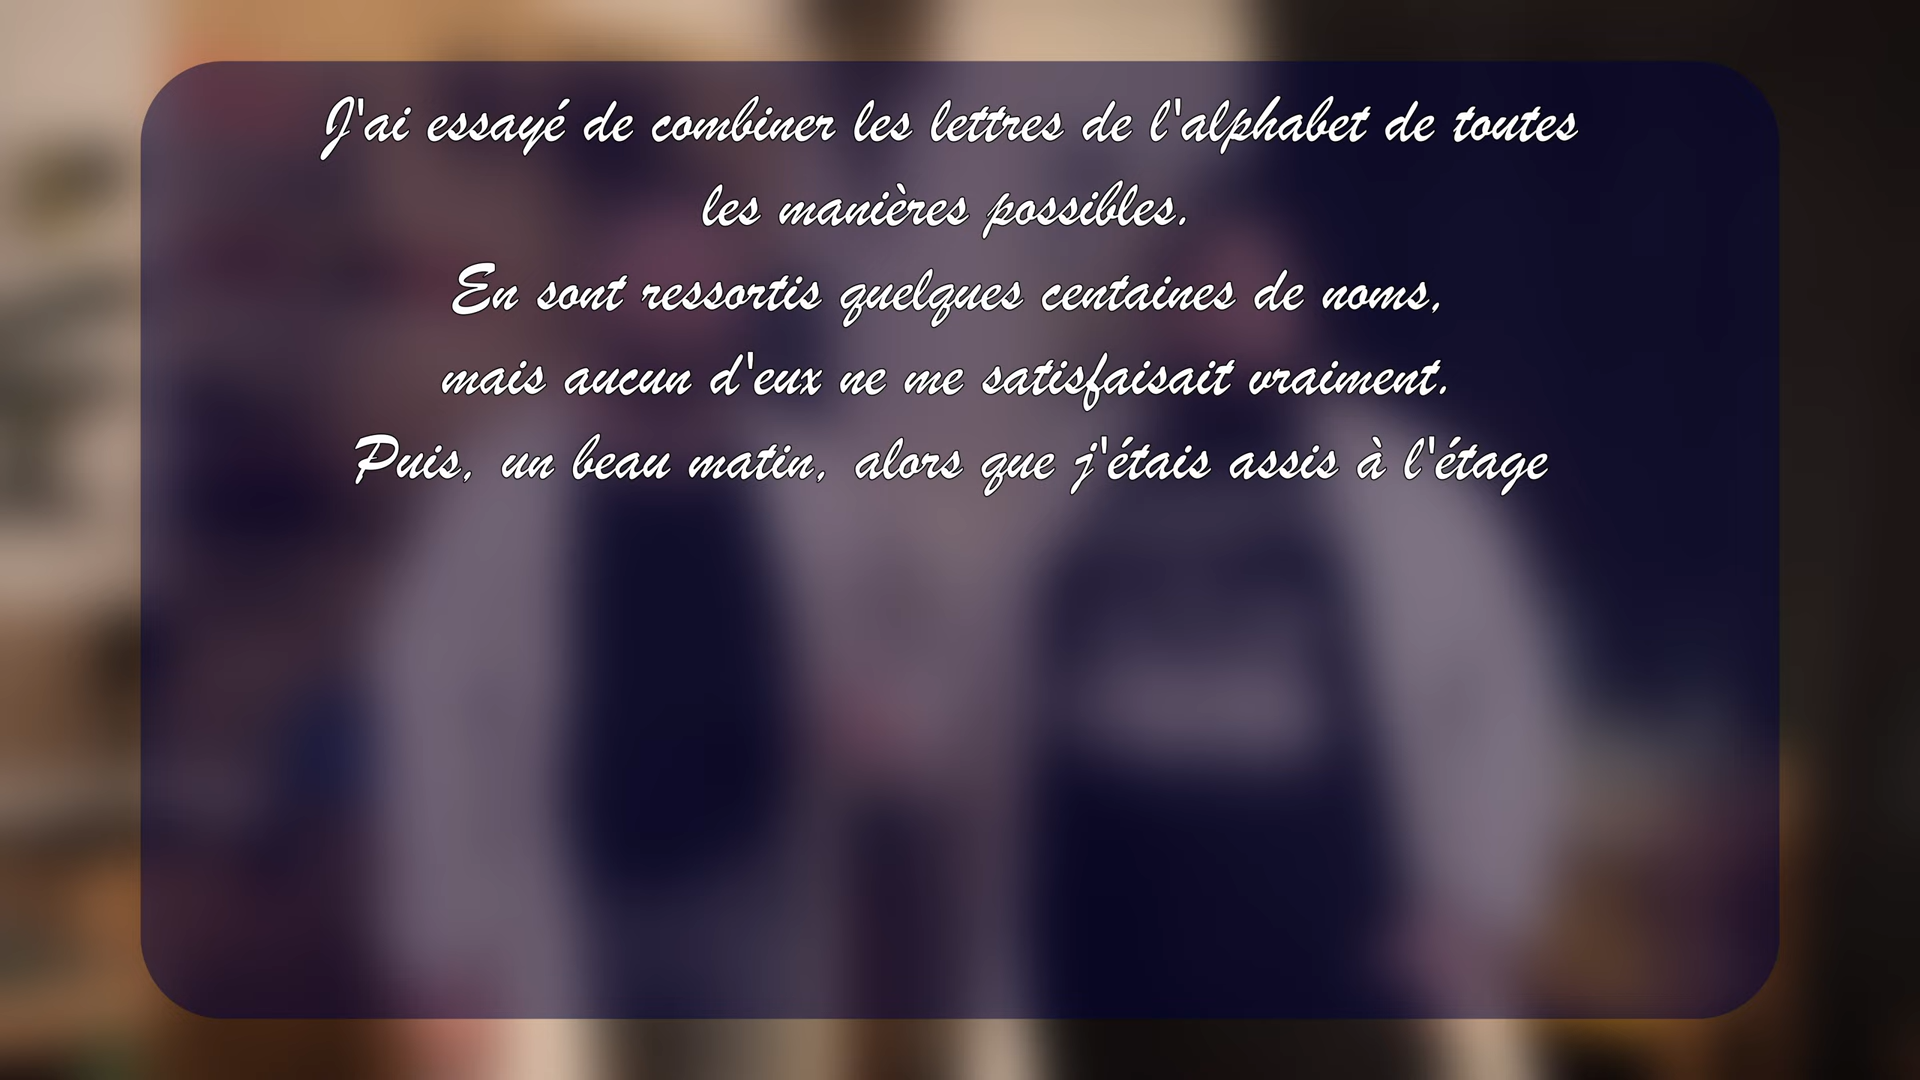 J'ai essayé de combiner les lettres de l'alphabet de toutes
les manières possibles.
En sont ressortis quelques centaines de noms,
mais aucun d'eux ne me satisfaisait vraiment.
Puis, un beau matin, alors que j'étais assis à l'étage